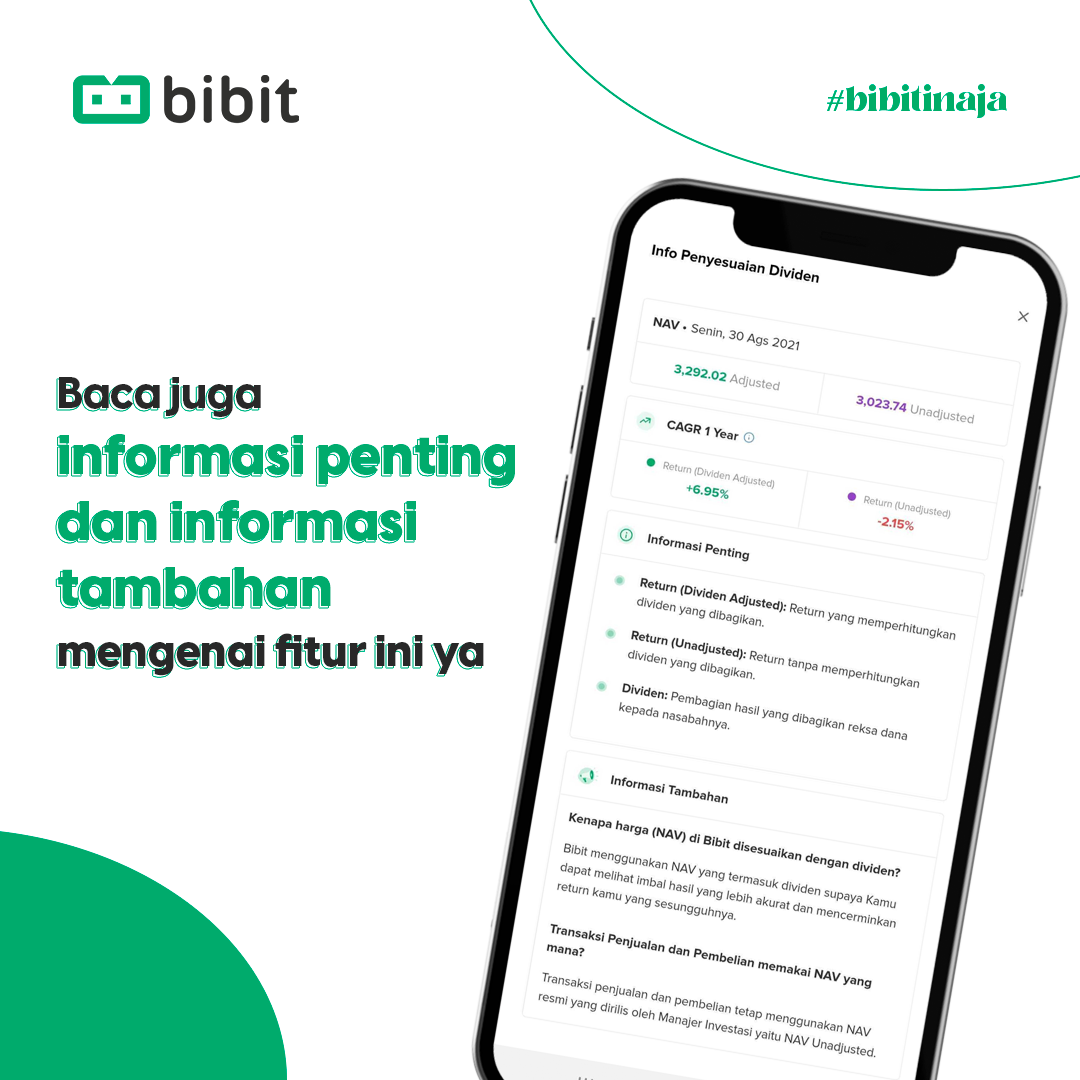 bibit
#bibitinaja
Baca juga
informasi penting
dan informasi
tambahan
mengenai fitur ini ya
Info Penyesuaian Dividen
NAV • Senin, 30 Ags 2021
3,292.02 Adjusted
3,023.74 Unadjusted
CAGR 1 Year
Return (Dividen Adjusted)
+6.95%
Return (Unadjusted)
-2.15%
Informasi Penting
Return (Dividen Adjusted): Return yang memperhitungkan
dividen yang dibagikan.
Return (Unadjusted): Return tanpa memperhitungkan
dividen yang dibagikan.
Dividen: Pembagian hasil yang dibagikan reksa dana
kepada nasabahnya.
Informasi Tambahan
Kenapa harga (NAV) di Bibit disesuaikan dengan dividen?
Bibit menggunakan NAV yang termasuk dividen supaya Kamu
dapat melihat imbal hasil yang lebih akurat dan mencerminkan
return kamu yang sesungguhnya.
Transaksi Penjualan dan Pembelian memakai NAV yang
mana?
Transaksi penjualan dan pembelian tetap menggunakan NAV
resmi yang dirilis oleh Manajer Investasi yaitu NAV Unadjusted.